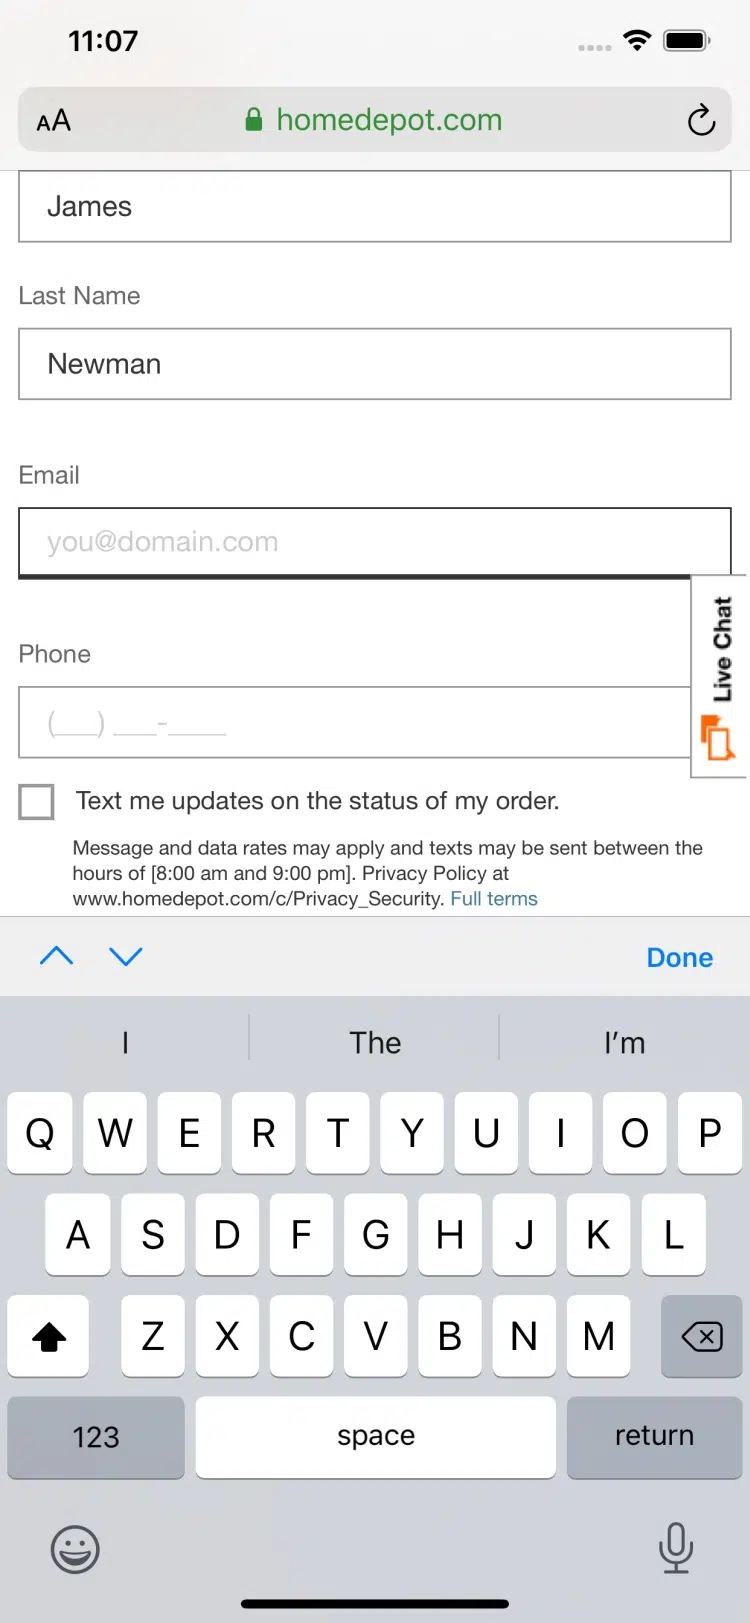 11:07
AA
homedepot.com
James
Last Name
Newman
Email
you@domain.com
Live Chat
Phone
(___) ___-____
Text me updates on the status of my order.
Message and data rates may apply and texts may be sent between the
hours of [8:00 am and 9:00 pm]. Privacy Policy at
www.homedepot.com/c/Privacy_Security. Full terms
Done
I The I’m
Q W E R T Y U I O P
A S D F G H J K L
Z X C V B N M
123 space return